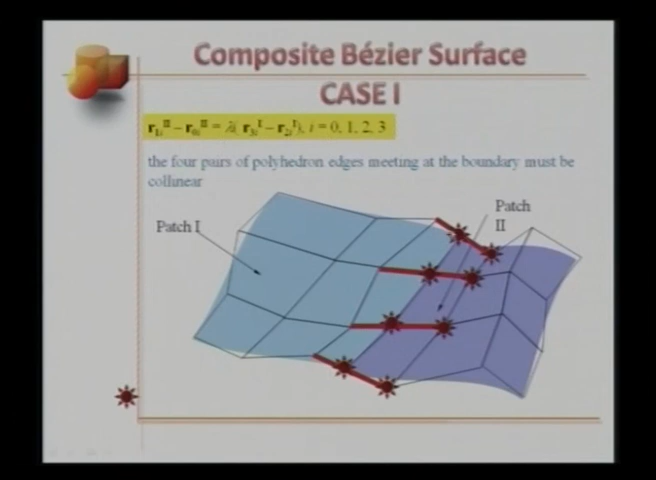 Composite Bézier Surface
CASE I
r₁ᵢᴵᴵ – r₀ᵢᴵᴵ = λ( r₃ᵢᴵ – r₂ᵢᴵ), i = 0, 1, 2, 3
the four pairs of polyhedron edges meeting at the boundary must be
collinear
Patch I
Patch
II